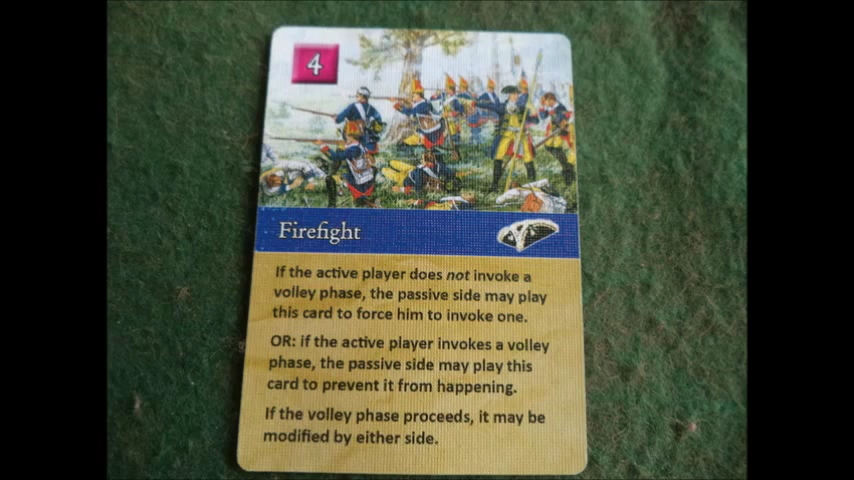 4
Firefight
If the active player does not invoke a
volley phase, the passive side may play
this card to force him to invoke one.
OR: if the active player invokes a volley
phase, the passive side may play this
card to prevent it from happening.
If the volley phase proceeds, it may be
modified by either side.